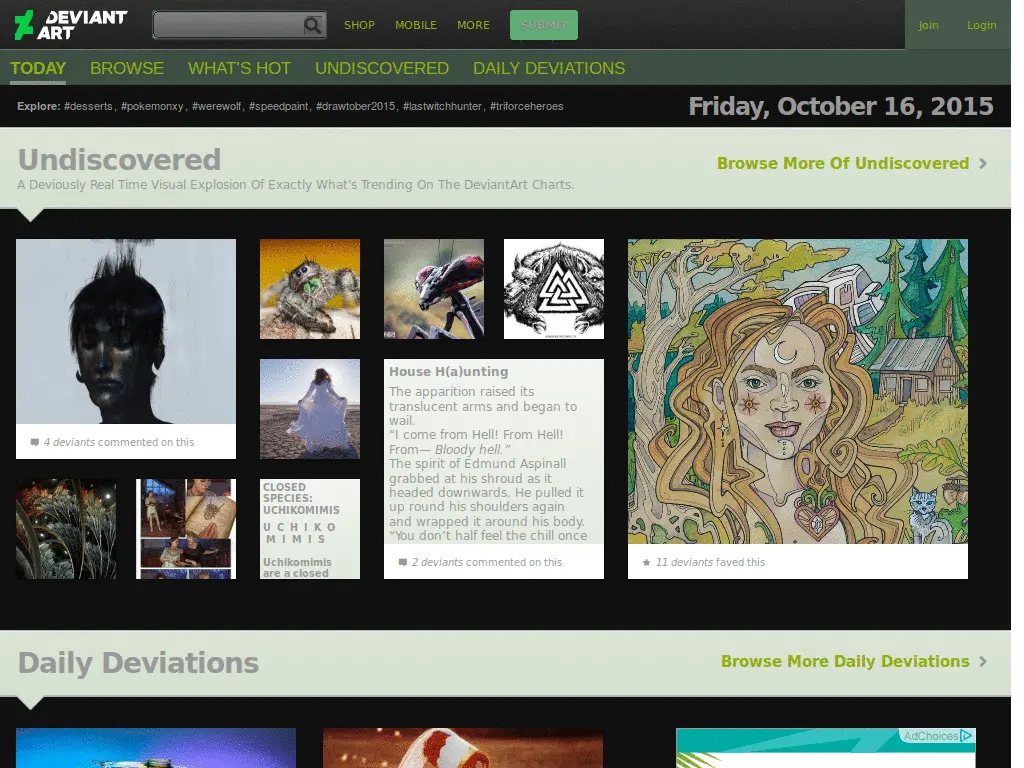 DEVIANT
ART
SHOP MOBILE MORE SUBMIT Join Login
TODAY BROWSE WHAT'S HOT UNDISCOVERED DAILY DEVIATIONS
Explore: #desserts, #pokemonxy, #werewolf, #speedpaint, #drawtober2015, #lastwitchhunter, #triforceheroes
Friday, October 16, 2015
Undiscovered
Browse More Of Undiscovered
A Deviously Real Time Visual Explosion Of Exactly What's Trending On The DeviantArt Charts.
House H(a)unting
The apparition raised its
translucent arms and began to
wail.
“I come from Hell! From Hell!
From— Bloody hell.”
The spirit of Edmund Aspinall
grabbed at his shroud as it
headed downwards. He pulled it
up round his shoulders again
and wrapped it around his body.
“You don’t half feel the chill once
4 deviants commented on this
CLOSED
SPECIES:
UCHIKOMIMIS
U C H I K O
M I M I S
Uchikomimis
are a closed
2 deviants commented on this
11 deviants faved this
Daily Deviations
Browse More Daily Deviations
AdChoices